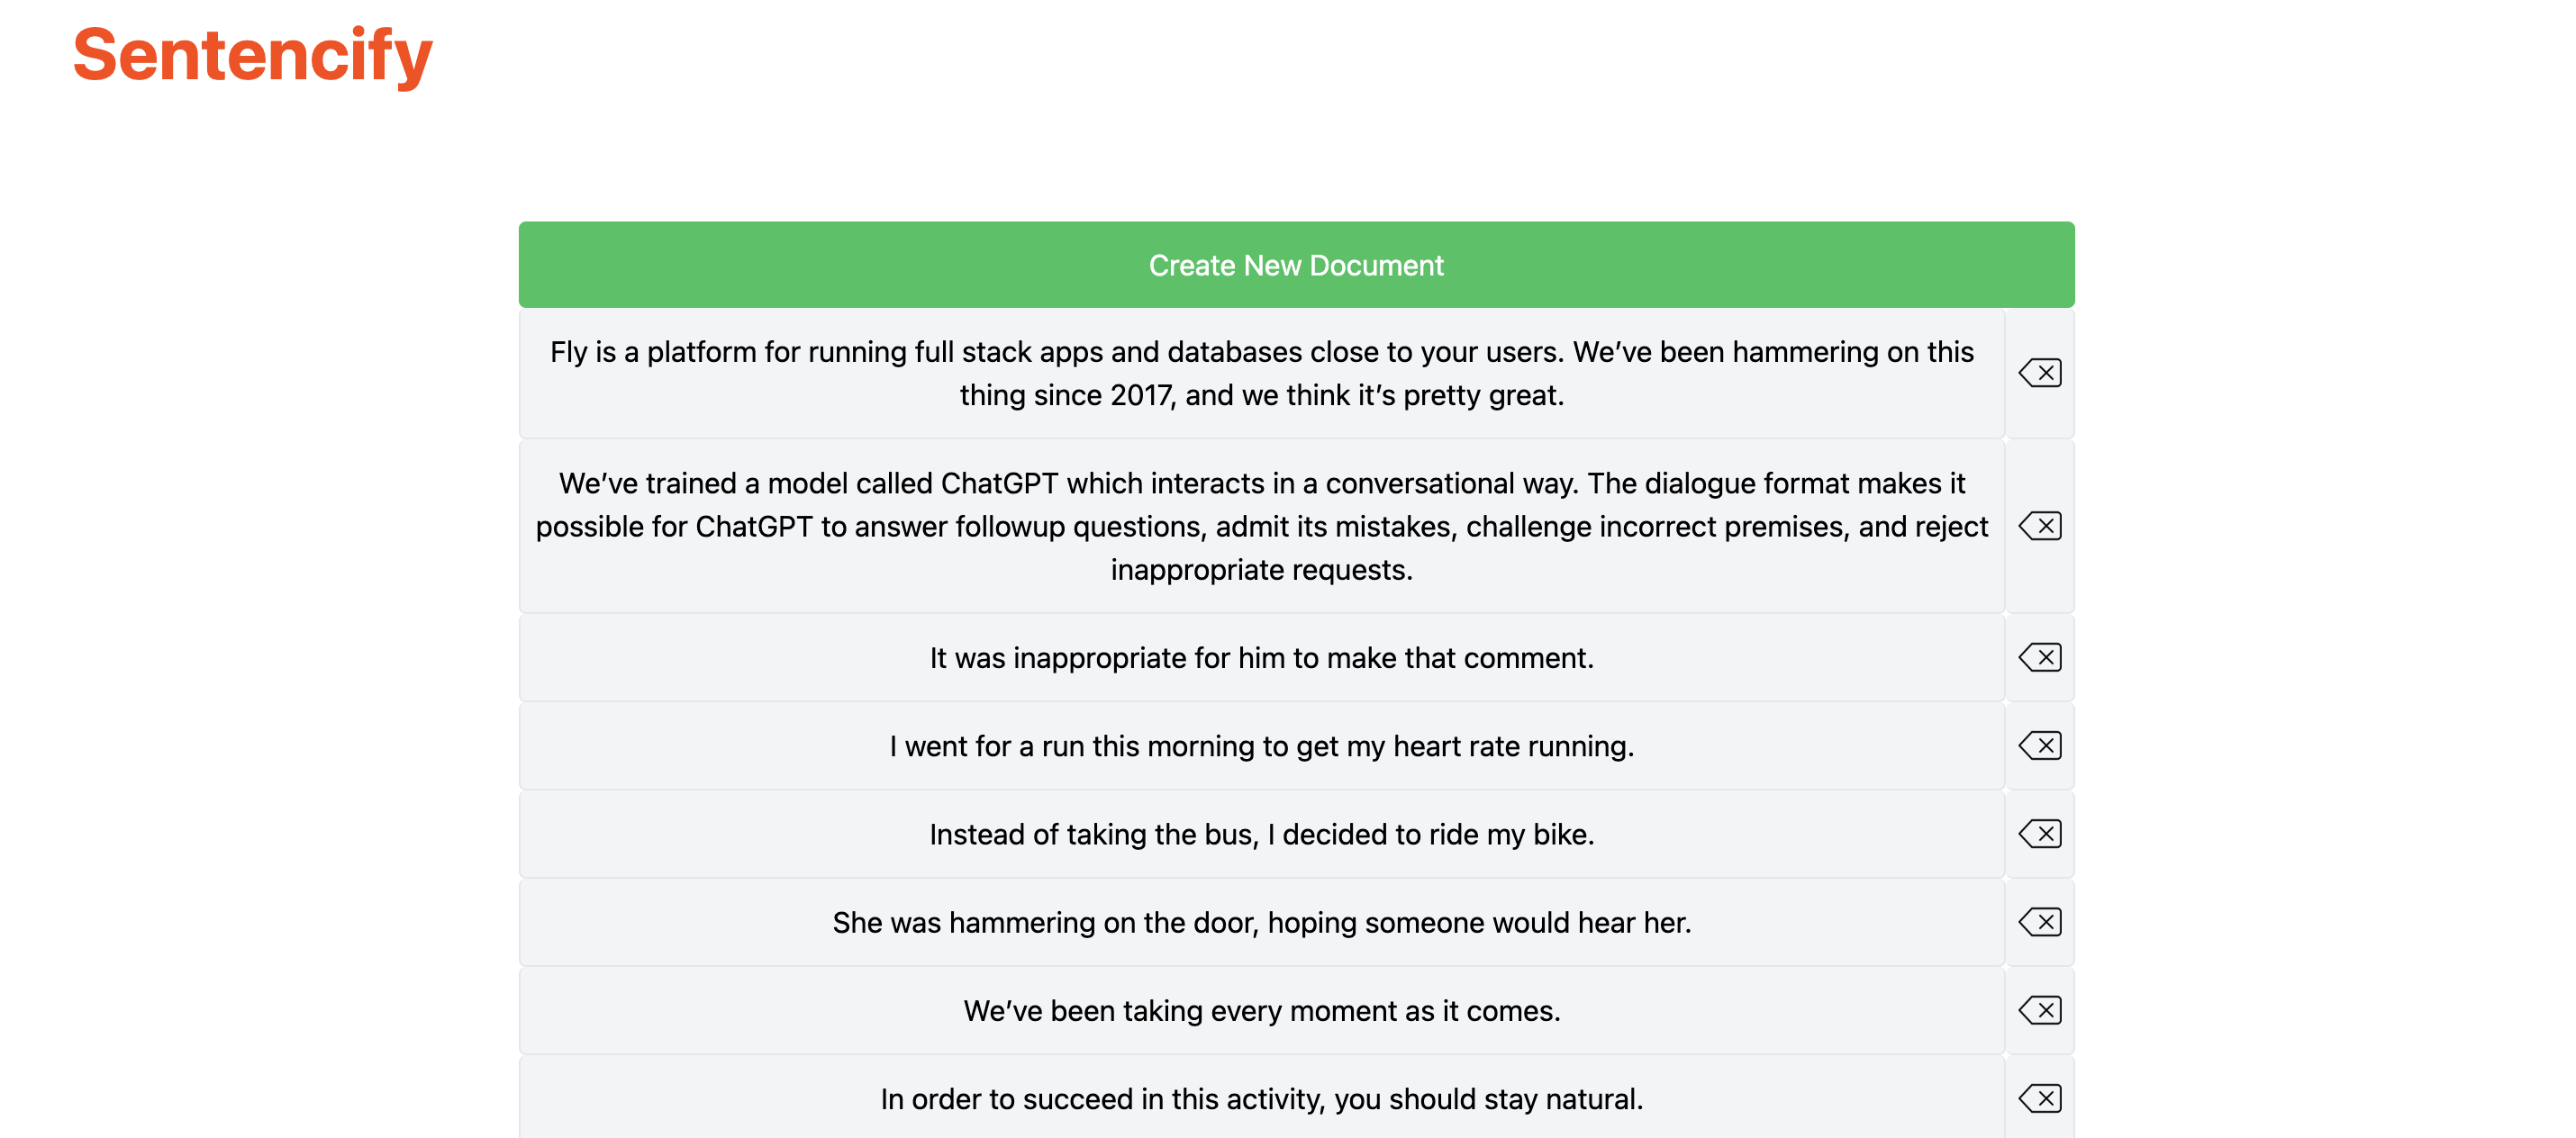 Sentencify
Create New Document
Fly is a platform for running full stack apps and databases close to your users. We’ve been hammering on this
thing since 2017, and we think it’s pretty great.
We’ve trained a model called ChatGPT which interacts in a conversational way. The dialogue format makes it
possible for ChatGPT to answer followup questions, admit its mistakes, challenge incorrect premises, and reject
inappropriate requests.
It was inappropriate for him to make that comment.
I went for a run this morning to get my heart rate running.
Instead of taking the bus, I decided to ride my bike.
She was hammering on the door, hoping someone would hear her.
We’ve been taking every moment as it comes.
In order to succeed in this activity, you should stay natural.